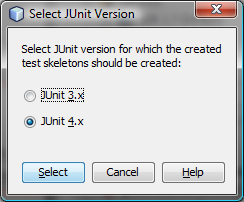 Select JUnit Version
Select JUnit version for which the created
test skeletons should be created:
JUnit 3.x
JUnit 4.x
Select Cancel Help